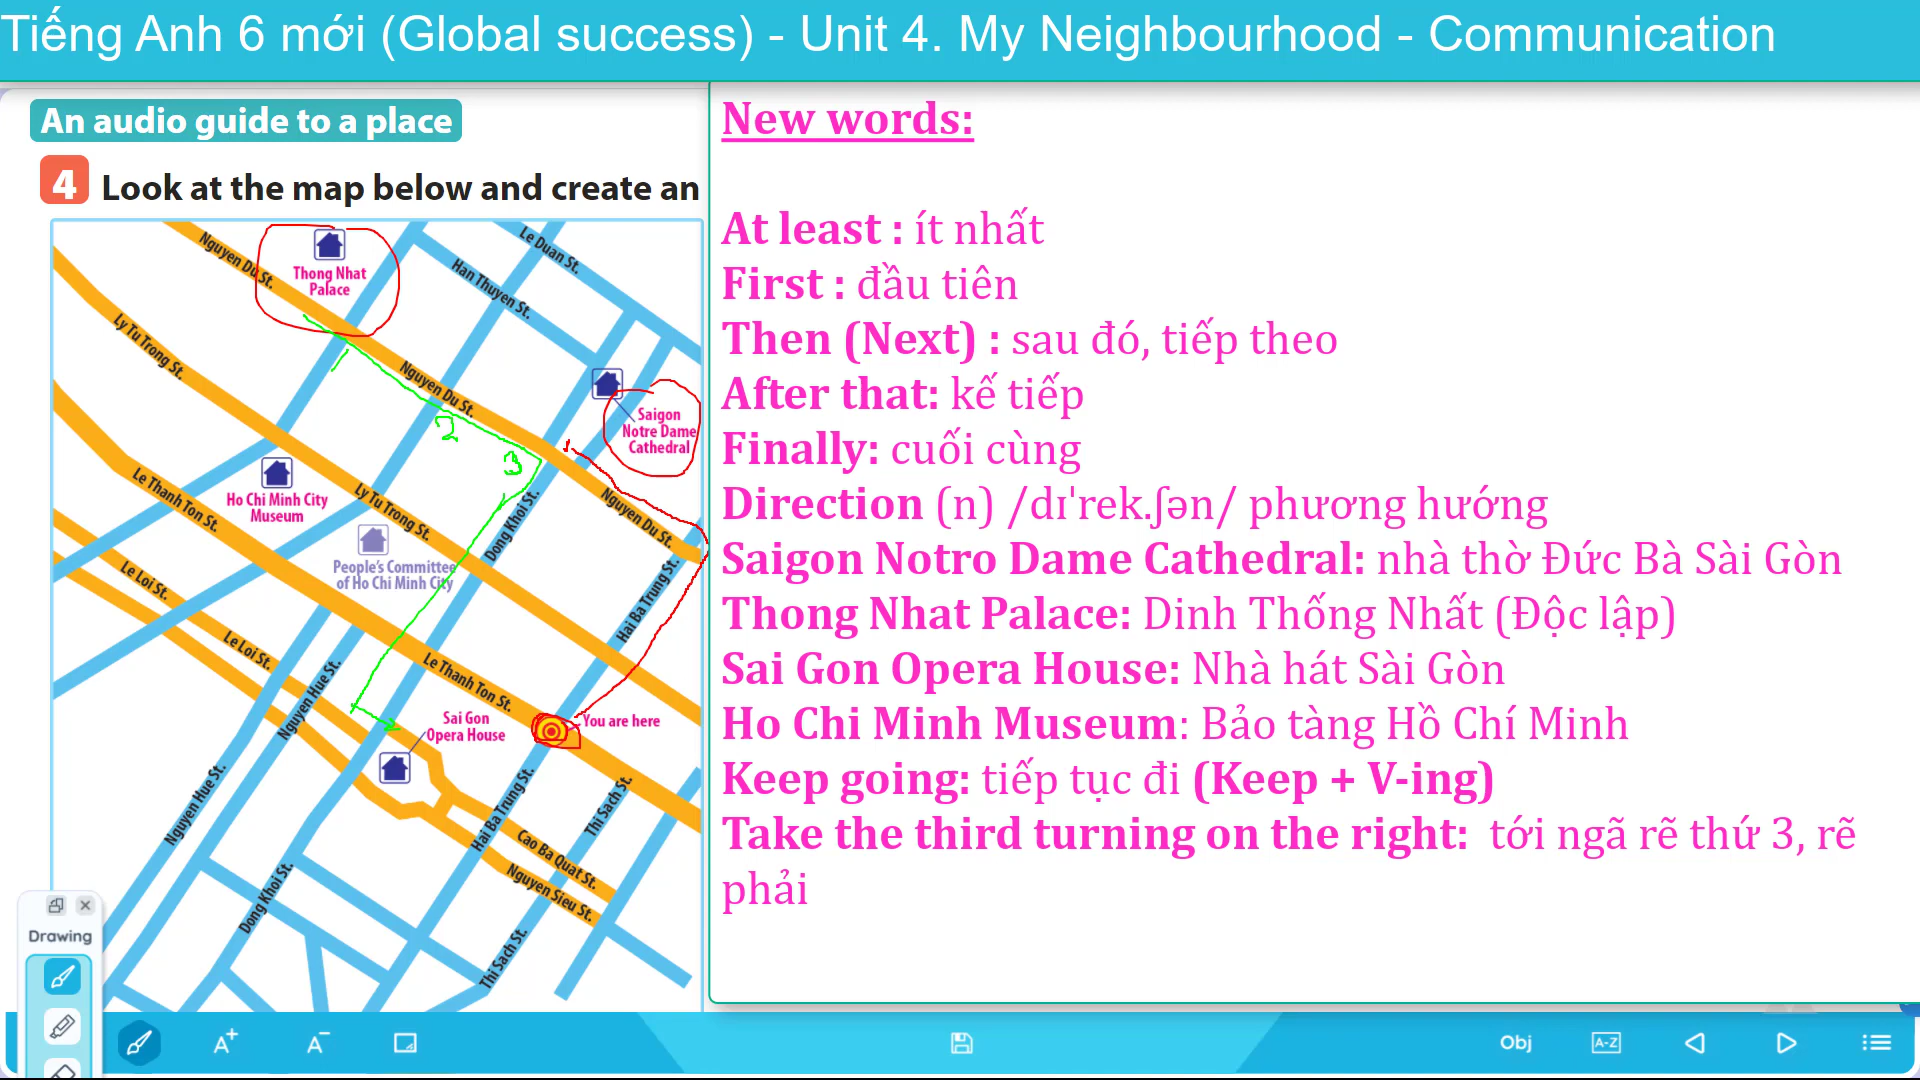 Tiếng Anh 6 mới (Global success) - Unit 4. My Neighbourhood - Communication
An audio guide to a place
4 Look at the map below and create an
Nguyen Du St.
Thong Nhat
Palace
Le Duan St.
Han Thuyen St.
Ly Tu Trong St.
Nguyen Du St.
Saigon
Notre Dame
Cathedral
1
2
3
1
Ho Chi Minh City
Museum
Le Thanh Ton St.
Ly Tu Trong St.
Dong Khoi St.
Nguyen Du St.
People's Committee
of Ho Chi Minh City
Le Loi St.
Hai Ba Trung St.
Le Loi St.
Nguyen Hue St.
Le Thanh Ton St.
Sai Gon
Opera House
You are here
Nguyen Hue St.
Hai Ba Trung St.
Thi Sach St.
Cao Ba Quat St.
Nguyen Sieu St.
Dong Khoi St.
Thi Sach St.
New words:
At least : ít nhất
First : đầu tiên
Then (Next) : sau đó, tiếp theo
After that: kế tiếp
Finally: cuối cùng
Direction (n) /dɪˈrek.ʃən/ phương hướng
Saigon Notro Dame Cathedral: nhà thờ Đức Bà Sài Gòn
Thong Nhat Palace: Dinh Thống Nhất (Độc lập)
Sai Gon Opera House: Nhà hát Sài Gòn
Ho Chi Minh Museum: Bảo tàng Hồ Chí Minh
Keep going: tiếp tục đi (Keep + V-ing)
Take the third turning on the right: tới ngã rẽ thứ 3, rẽ
phải
Drawing
A+
A-
Obj
A-Z